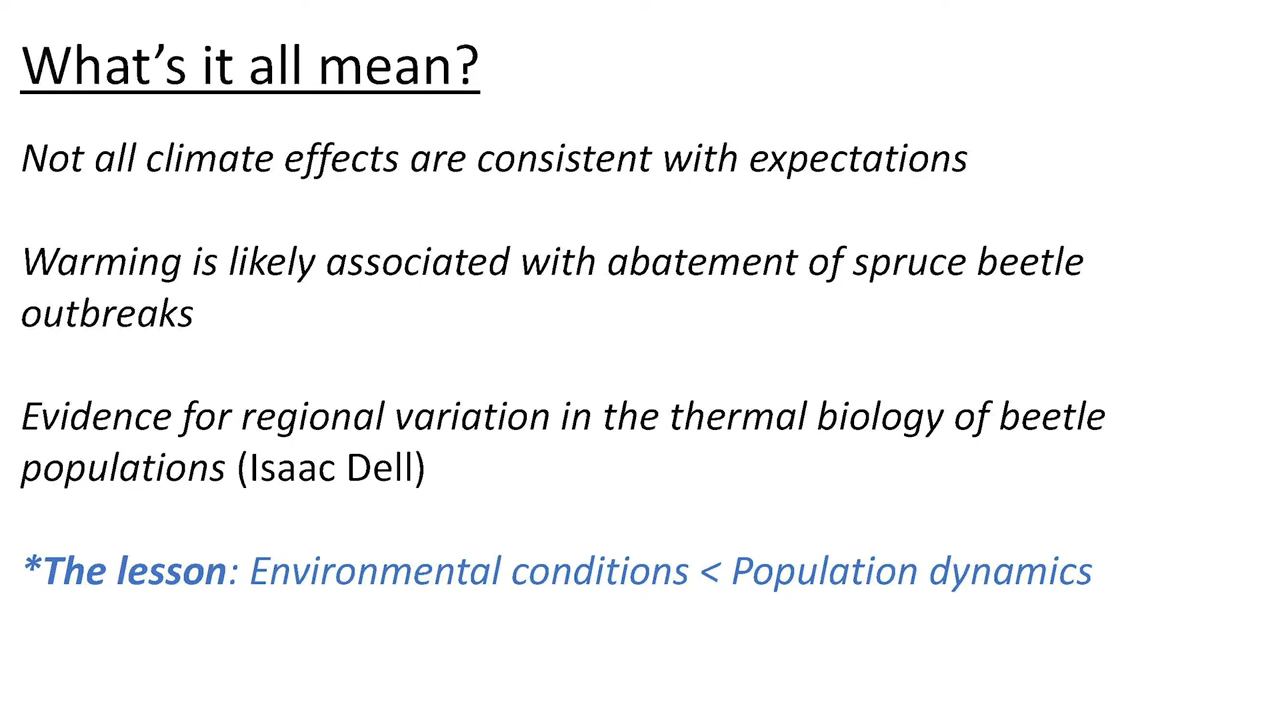 What’s it all mean?
Not all climate effects are consistent with expectations
Warming is likely associated with abatement of spruce beetle
outbreaks
Evidence for regional variation in the thermal biology of beetle
populations (Isaac Dell)
*The lesson: Environmental conditions < Population dynamics